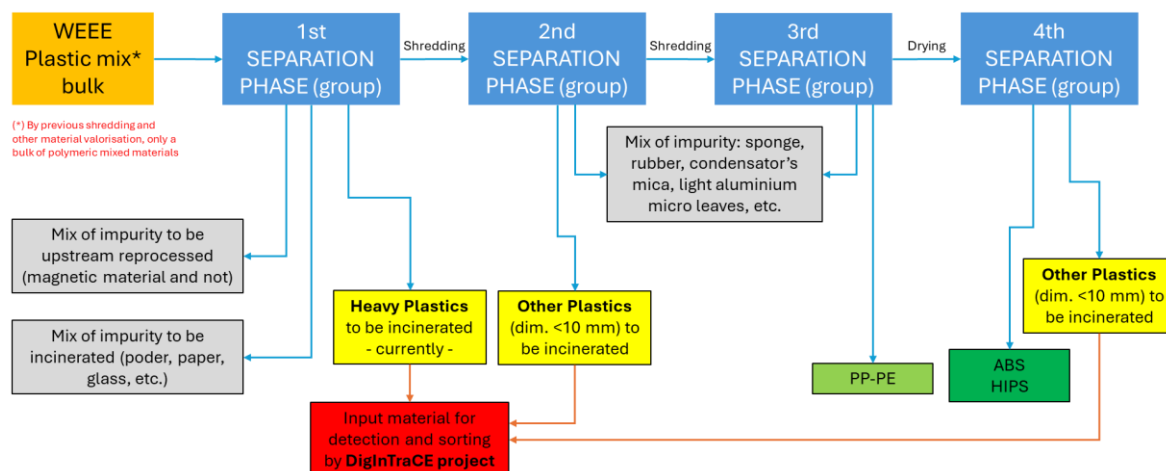 WEEE
Plastic mix*
bulk
1st
SEPARATION
PHASE (group)
Shredding
2nd
SEPARATION
PHASE (group)
Shredding
3rd
SEPARATION
PHASE (group)
Drying
4th
SEPARATION
PHASE (group)
(*) By previous shredding and
other material valorisation, only a
bulk of polymeric mixed materials
Mix of impurity: sponge,
rubber, condensator's
mica, light aluminium
micro leaves, etc.
Mix of impurity to be
upstream reprocessed
(magnetic material and not)
Heavy Plastics
to be incinerated
- currently -
Other Plastics
(dim. <10 mm) to
be incinerated
Other Plastics
(dim. <10 mm) to
be incinerated
Mix of impurity to be
incinerated (poder, paper,
glass, etc.)
PP-PE
ABS
HIPS
Input material for
detection and sorting
by DigInTraCE project